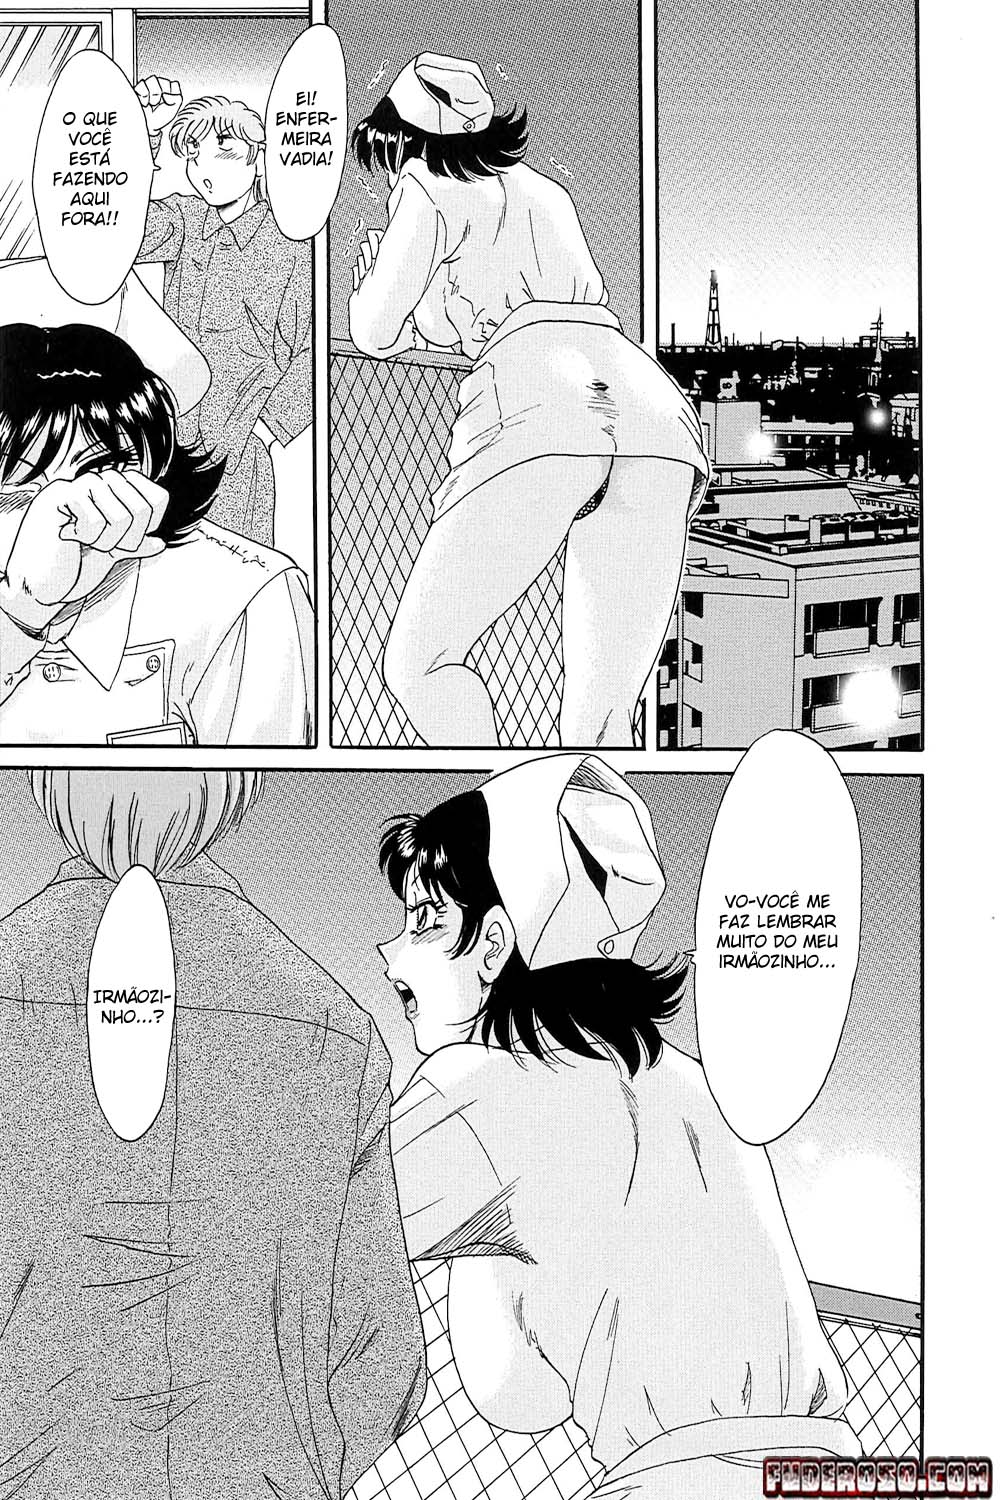 EI!
ENFER-
MEIRA
VADIA!
O QUE
VOCÊ
ESTÁ
FAZENDO
AQUI
FORA!!
VO-VOCÊ ME
FAZ LEMBRAR
MUITO DO MEU
IRMÃOZINHO...
IRMÃOZI-
NHO...?
FUDEROSO.COM